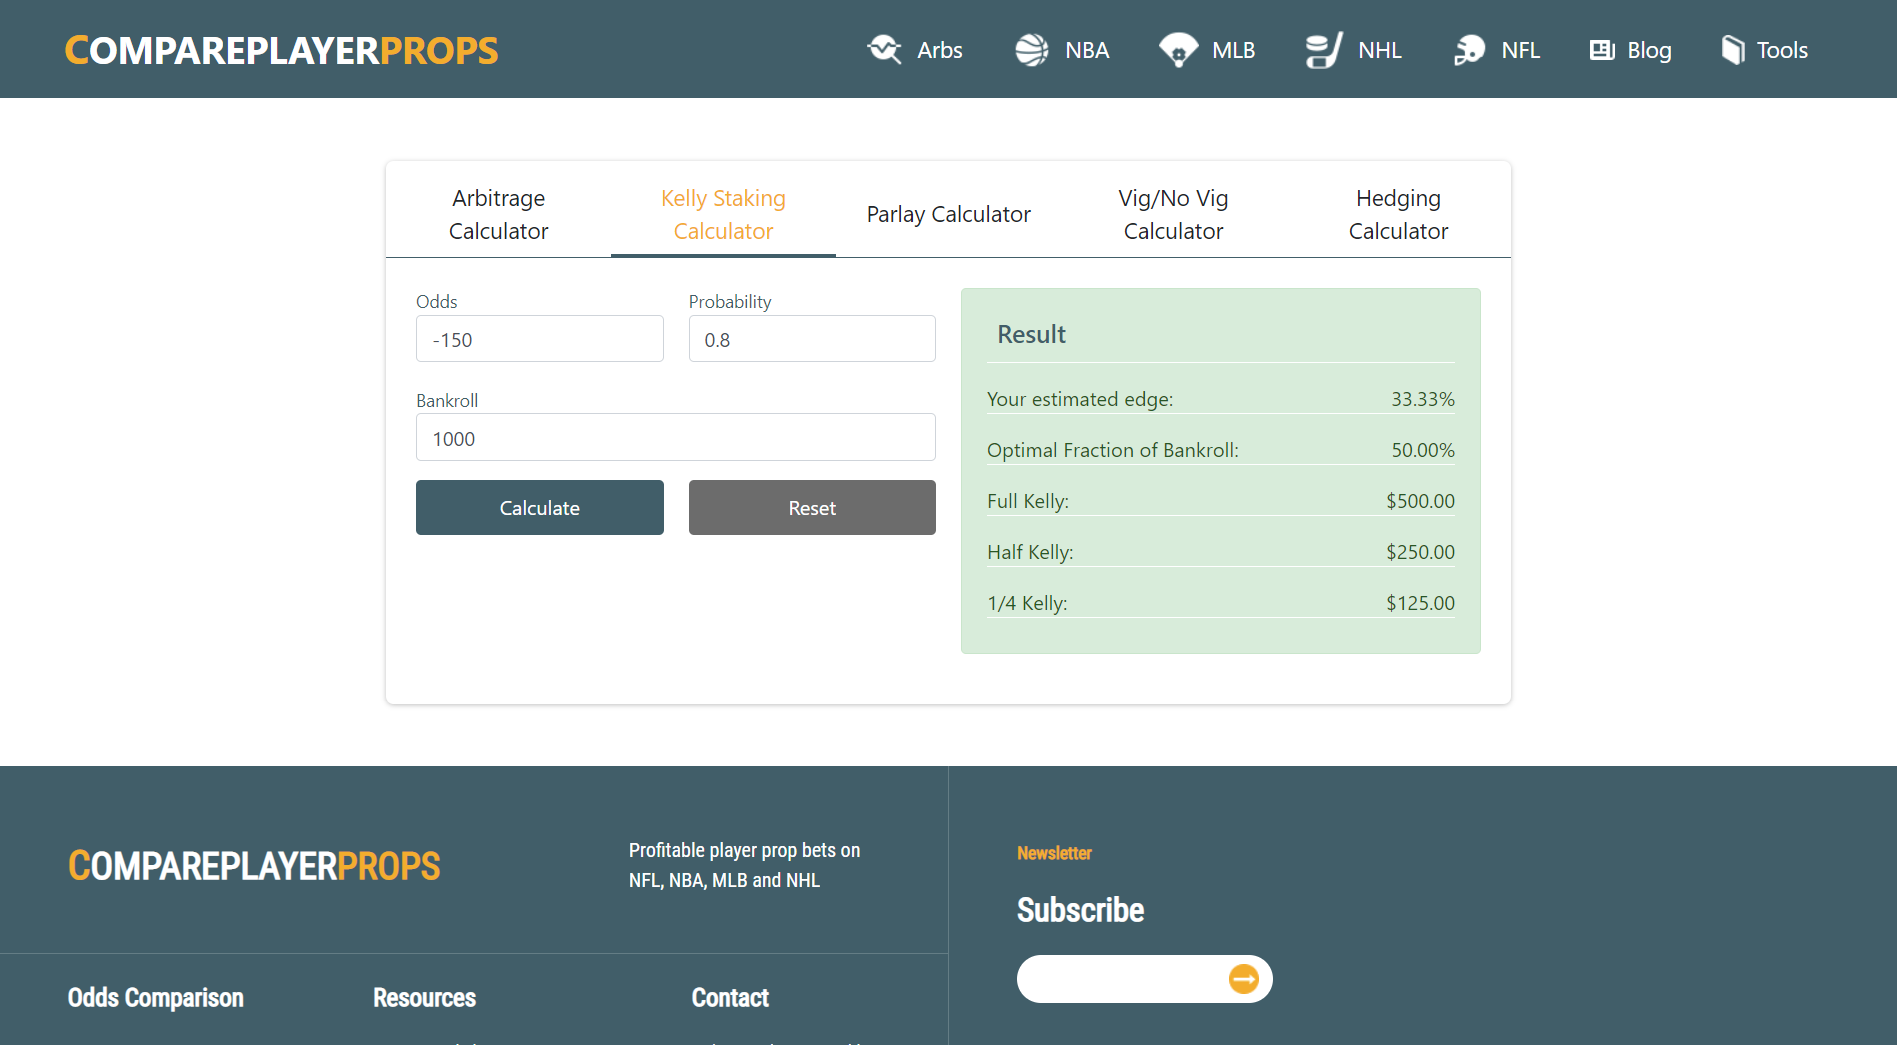 COMPAREPLAYERPROPS
Arbs
NBA
MLB
NHL
NFL
Blog
Tools
Arbitrage
Calculator
Kelly Staking
Calculator
Parlay Calculator
Vig/No Vig
Calculator
Hedging
Calculator
Odds
Probability
-150
0.8
Bankroll
1000
Calculate
Reset
Result
Your estimated edge: 33.33%
Optimal Fraction of Bankroll: 50.00%
Full Kelly: $500.00
Half Kelly: $250.00
1/4 Kelly: $125.00
COMPAREPLAYERPROPS
Profitable player prop bets on
NFL, NBA, MLB and NHL
Newsletter
Subscribe
Odds Comparison
Resources
Contact